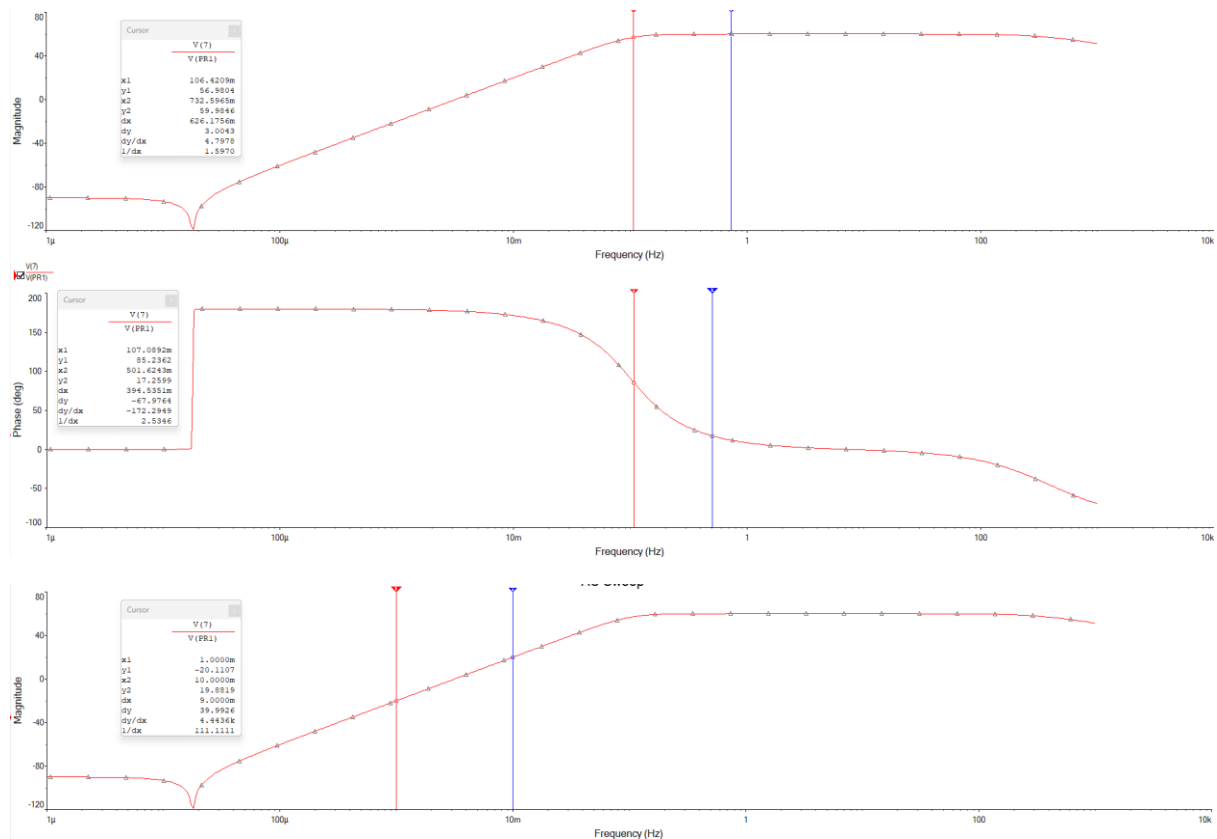 80
40
0
-40
-80
-120
Magnitude
Cursor
V(7)
V(PR1)
x1 106.4209m
y1 56.9804
x2 732.5965m
y2 59.9846
dx 626.1756m
dy 3.0043
dy/dx 4.7978
1/dx 1.5970
1µ 100µ 10m 1 100 10k
Frequency (Hz)
V(7)
V(PR1)
200
150
100
50
0
-50
-100
Phase (deg)
Cursor
V(7)
V(PR1)
x1 107.0892m
y1 85.2362
x2 501.6243m
y2 17.2599
dx 394.5351m
dy -67.9764
dy/dx -172.2949
1/dx 2.5346
1µ 100µ 10m 1 100 10k
Frequency (Hz)
80
40
0
-40
-80
-120
Magnitude
Cursor
V(7)
V(PR1)
x1 1.0000m
y1 -20.1107
x2 10.0000m
y2 19.8819
dx 9.0000m
dy 39.9926
dy/dx 4.4436k
1/dx 111.1111
1µ 100µ 10m 1 100 10k
Frequency (Hz)